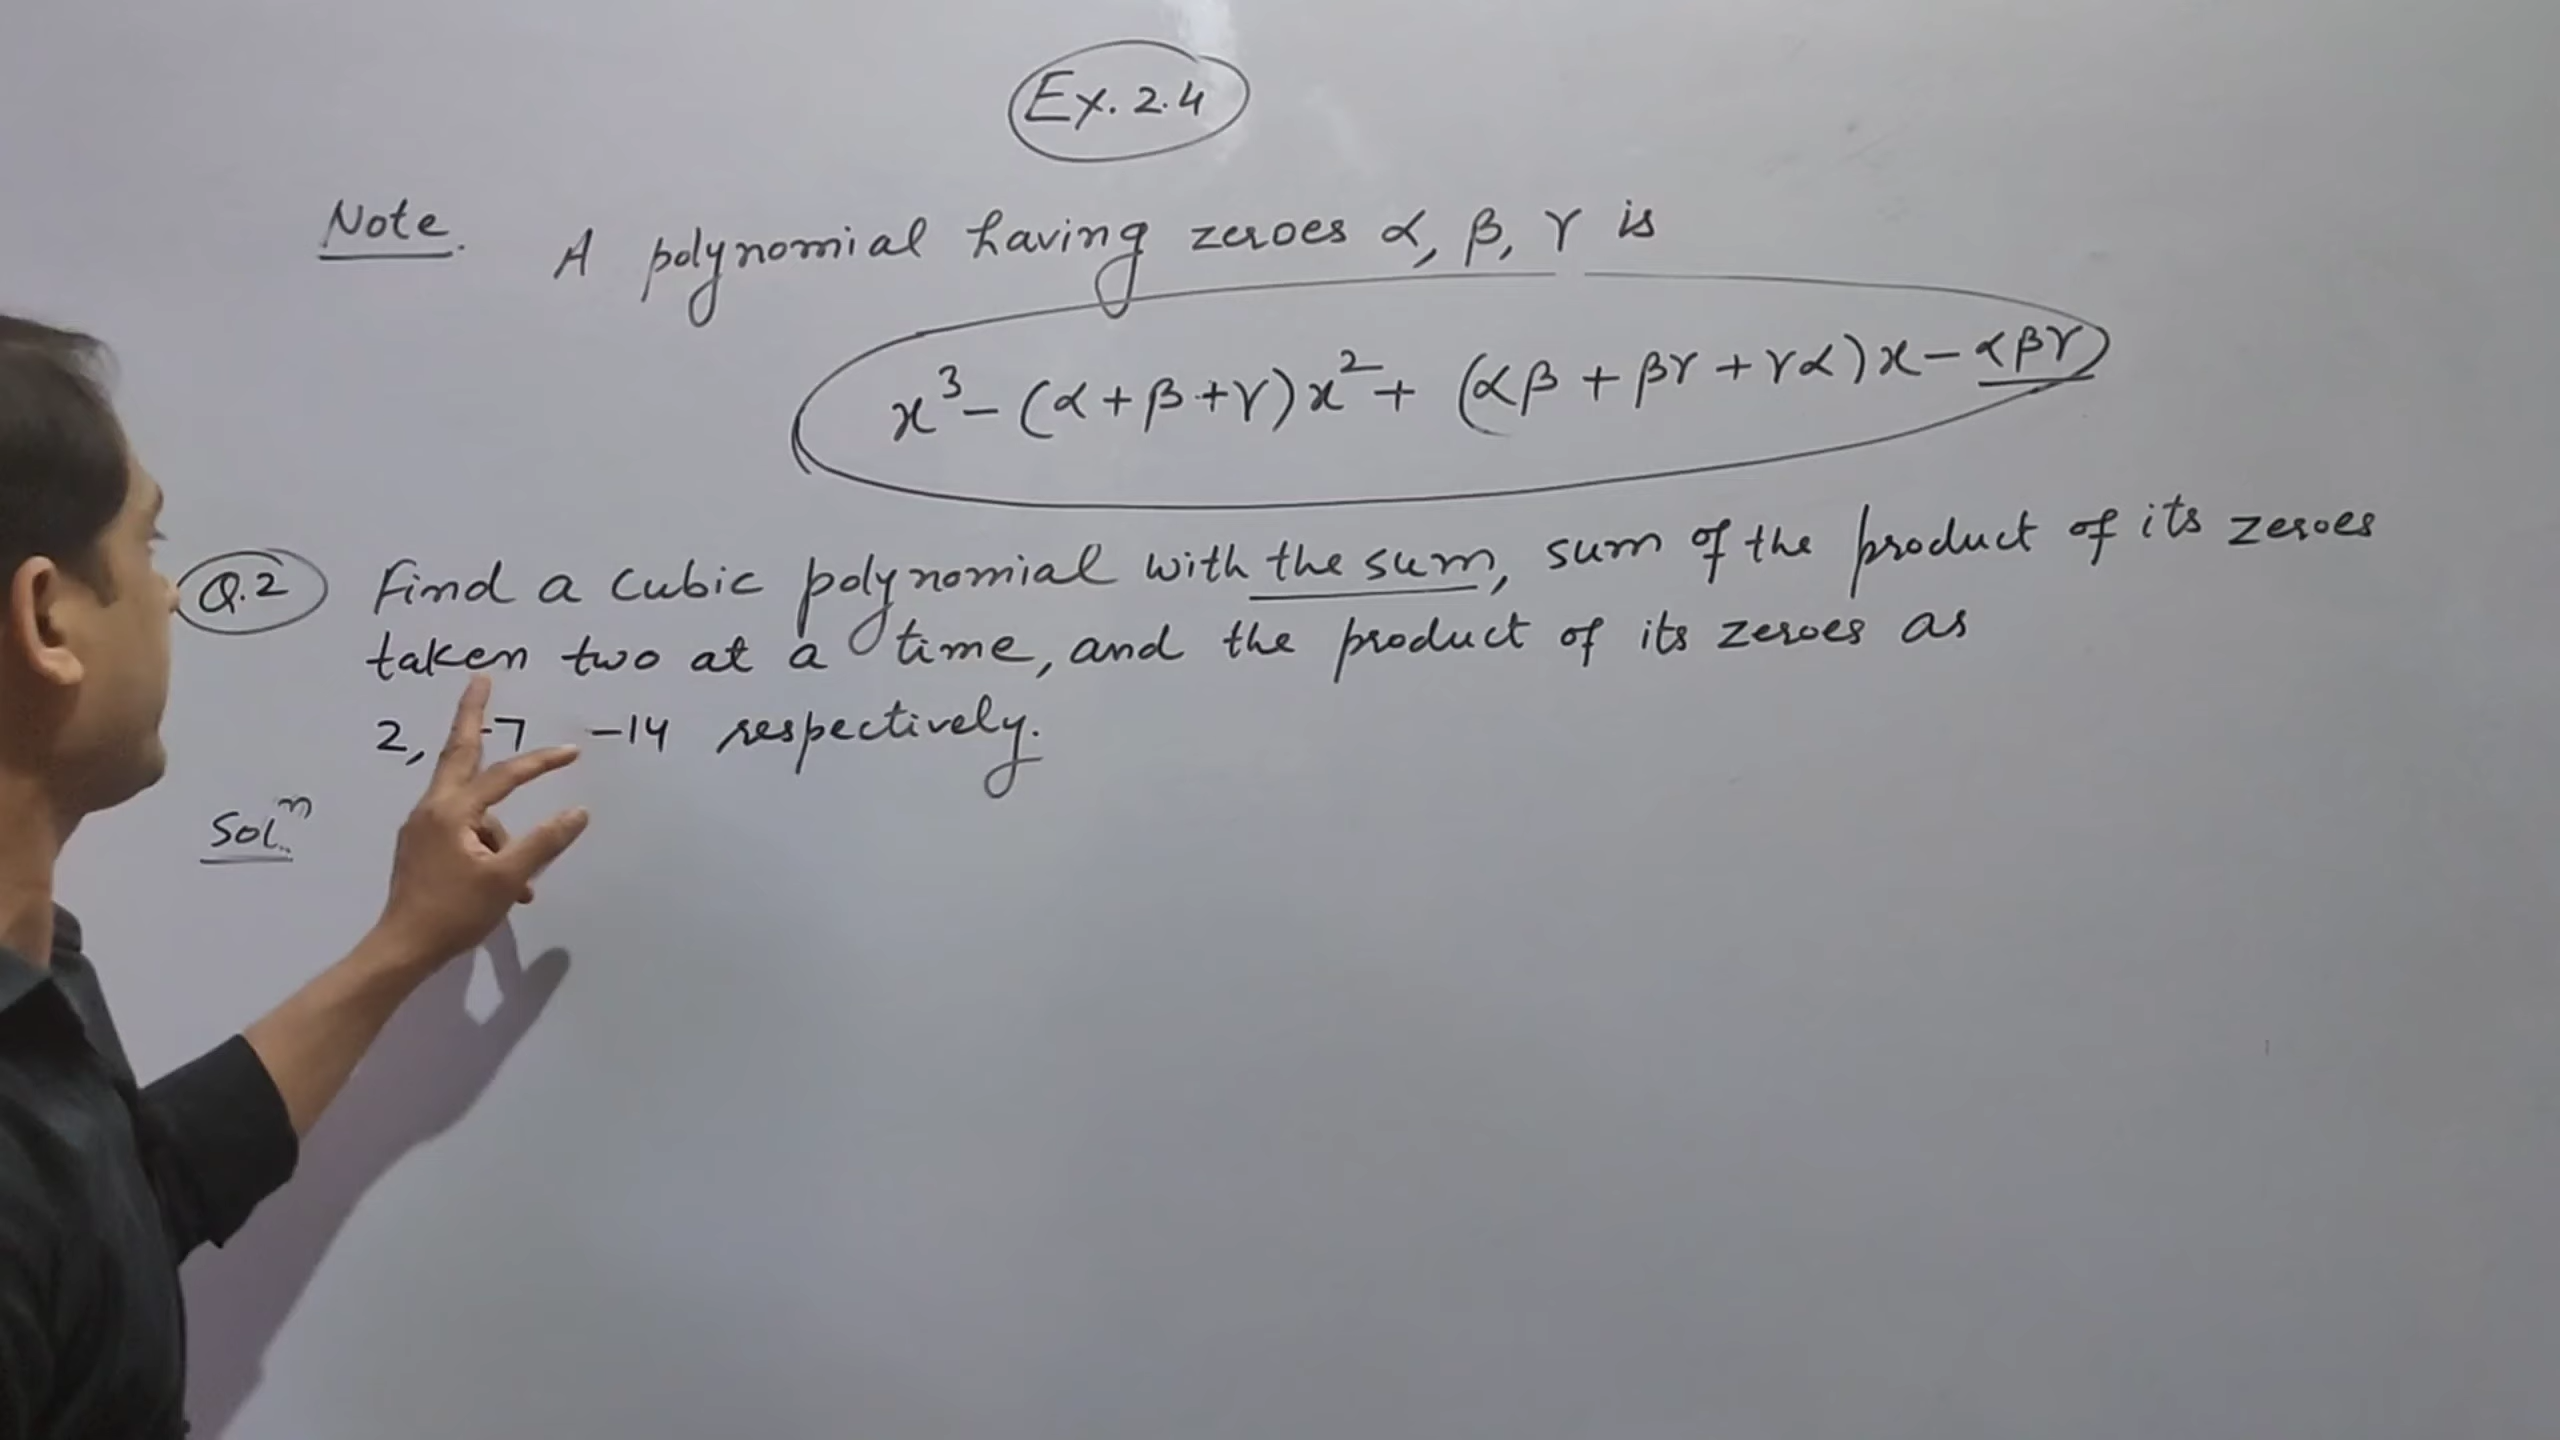 Ex. 2.4
Note. A polynomial having zeroes α, β, γ is
x³ - (α + β + γ) x² + (αβ + βγ + γα) x - αβγ
Q.2 Find a cubic polynomial with the sum, sum of the product of its zeroes
taken two at a time, and the product of its zeroes as
2, -7 -14 respectively.
Solⁿ